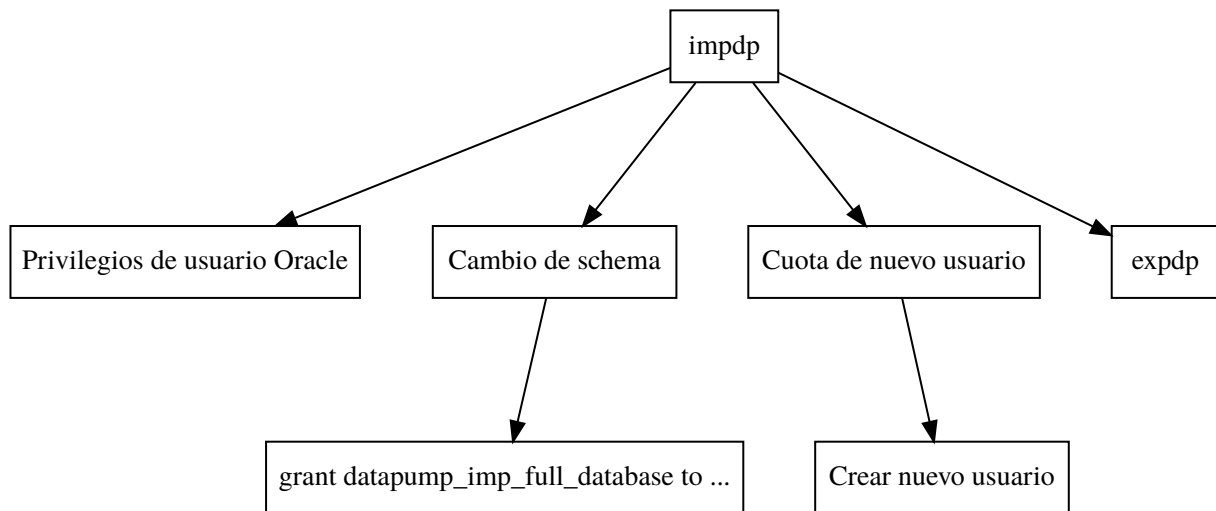 impdp
Privilegios de usuario Oracle
Cambio de schema
Cuota de nuevo usuario
expdp
grant datapump_imp_full_database to ...
Crear nuevo usuario